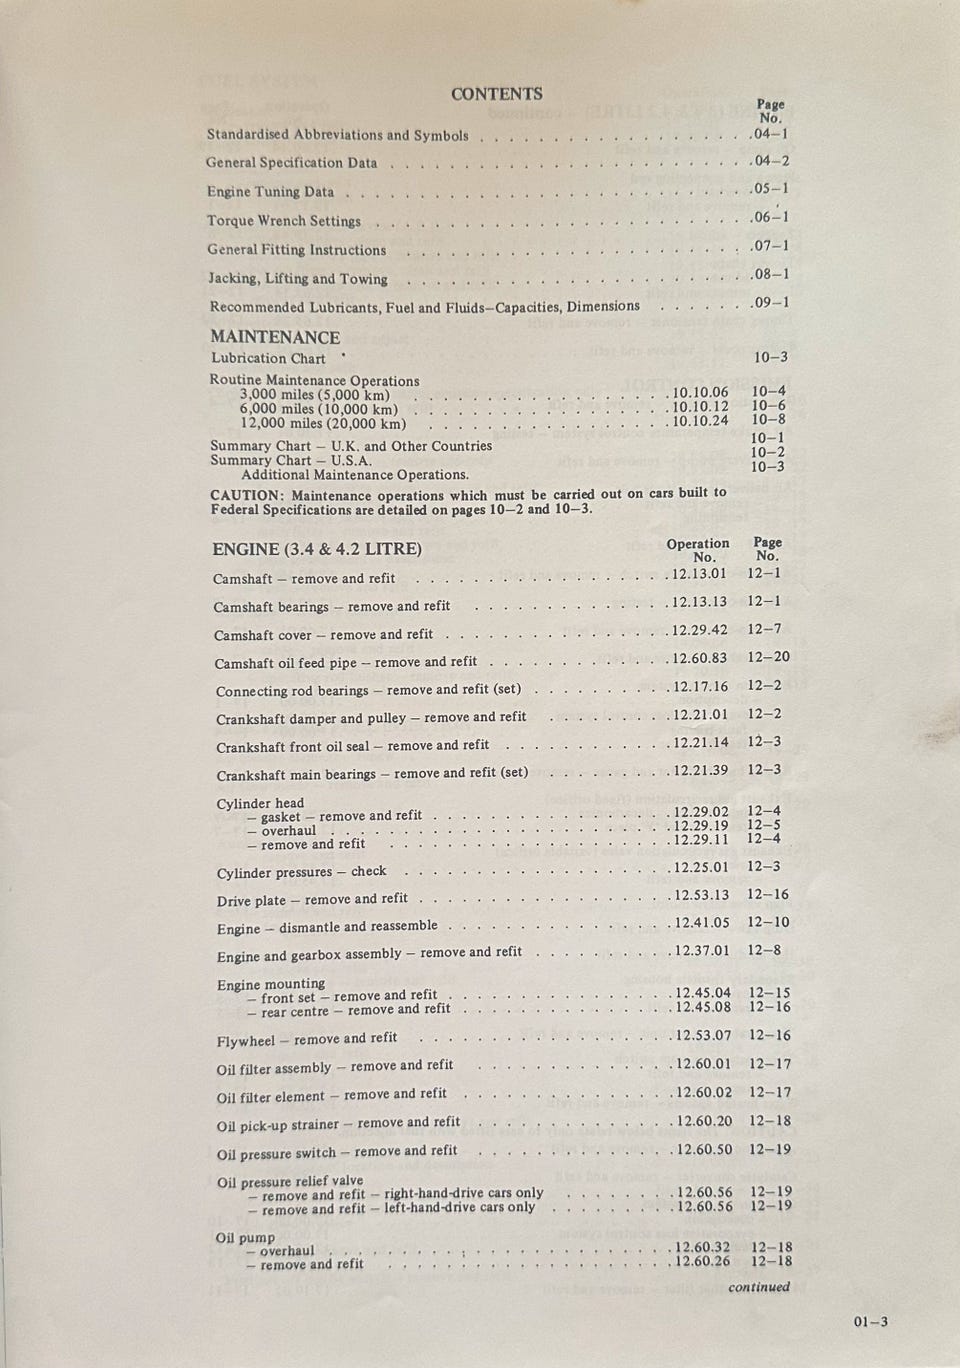 CONTENTS
Page
No.
Standardised Abbreviations and Symbols . . . . . . . . . . . . . . . . . . . .04–1
General Specification Data . . . . . . . . . . . . . . . . . . . . . . . . . .04–2
Engine Tuning Data . . . . . . . . . . . . . . . . . . . . . . . . . . . . .05–1
Torque Wrench Settings . . . . . . . . . . . . . . . . . . . . . . . . . . .06–1
General Fitting Instructions . . . . . . . . . . . . . . . . . . . . . . . . .07–1
Jacking, Lifting and Towing . . . . . . . . . . . . . . . . . . . . . . . . .08–1
Recommended Lubricants, Fuel and Fluids–Capacities, Dimensions . . . . . . .09–1
MAINTENANCE
Lubrication Chart 10–3
Routine Maintenance Operations
3,000 miles (5,000 km) . . . . . . . . . . . . . . . . . .10.10.06 10–4
6,000 miles (10,000 km) . . . . . . . . . . . . . . . . . .10.10.12 10–6
12,000 miles (20,000 km) . . . . . . . . . . . . . . . . .10.10.24 10–8
Summary Chart – U.K. and Other Countries 10–1
Summary Chart – U.S.A. 10–2
Additional Maintenance Operations. 10–3
CAUTION: Maintenance operations which must be carried out on cars built to
Federal Specifications are detailed on pages 10–2 and 10–3.
ENGINE (3.4 & 4.2 LITRE) Operation No. Page No.
Camshaft – remove and refit . . . . . . . . . . . . . . . . . .12.13.01 12–1
Camshaft bearings – remove and refit . . . . . . . . . . . . . .12.13.13 12–1
Camshaft cover – remove and refit . . . . . . . . . . . . . . . .12.29.42 12–7
Camshaft oil feed pipe – remove and refit . . . . . . . . . . . . .12.60.83 12–20
Connecting rod bearings – remove and refit (set) . . . . . . . . . .12.17.16 12–2
Crankshaft damper and pulley – remove and refit . . . . . . . . .12.21.01 12–2
Crankshaft front oil seal – remove and refit . . . . . . . . . . . .12.21.14 12–3
Crankshaft main bearings – remove and refit (set) . . . . . . . . .12.21.39 12–3
Cylinder head
– gasket – remove and refit . . . . . . . . . . . . . . . . .12.29.02 12–4
– overhaul . . . . . . . . . . . . . . . . . . . . . . . .12.29.19 12–5
– remove and refit . . . . . . . . . . . . . . . . . . . .12.29.11 12–4
Cylinder pressures – check . . . . . . . . . . . . . . . . . . .12.25.01 12–3
Drive plate – remove and refit . . . . . . . . . . . . . . . . . .12.53.13 12–16
Engine – dismantle and reassemble . . . . . . . . . . . . . . . .12.41.05 12–10
Engine and gearbox assembly – remove and refit . . . . . . . . . .12.37.01 12–8
Engine mounting
– front set – remove and refit . . . . . . . . . . . . . . . .12.45.04 12–15
– rear centre – remove and refit . . . . . . . . . . . . . . .12.45.08 12–16
Flywheel – remove and refit . . . . . . . . . . . . . . . . . .12.53.07 12–16
Oil filter assembly – remove and refit . . . . . . . . . . . . . .12.60.01 12–17
Oil filter element – remove and refit . . . . . . . . . . . . . . .12.60.02 12–17
Oil pick-up strainer – remove and refit . . . . . . . . . . . . . .12.60.20 12–18
Oil pressure switch – remove and refit . . . . . . . . . . . . . .12.60.50 12–19
Oil pressure relief valve
– remove and refit – right-hand-drive cars only . . . . . . . .12.60.56 12–19
– remove and refit – left-hand-drive cars only . . . . . . . . .12.60.56 12–19
Oil pump
– overhaul . . . . . . . . . . . . . . . . . . . . . . . .12.60.32 12–18
– remove and refit . . . . . . . . . . . . . . . . . . . .12.60.26 12–18
continued
01–3